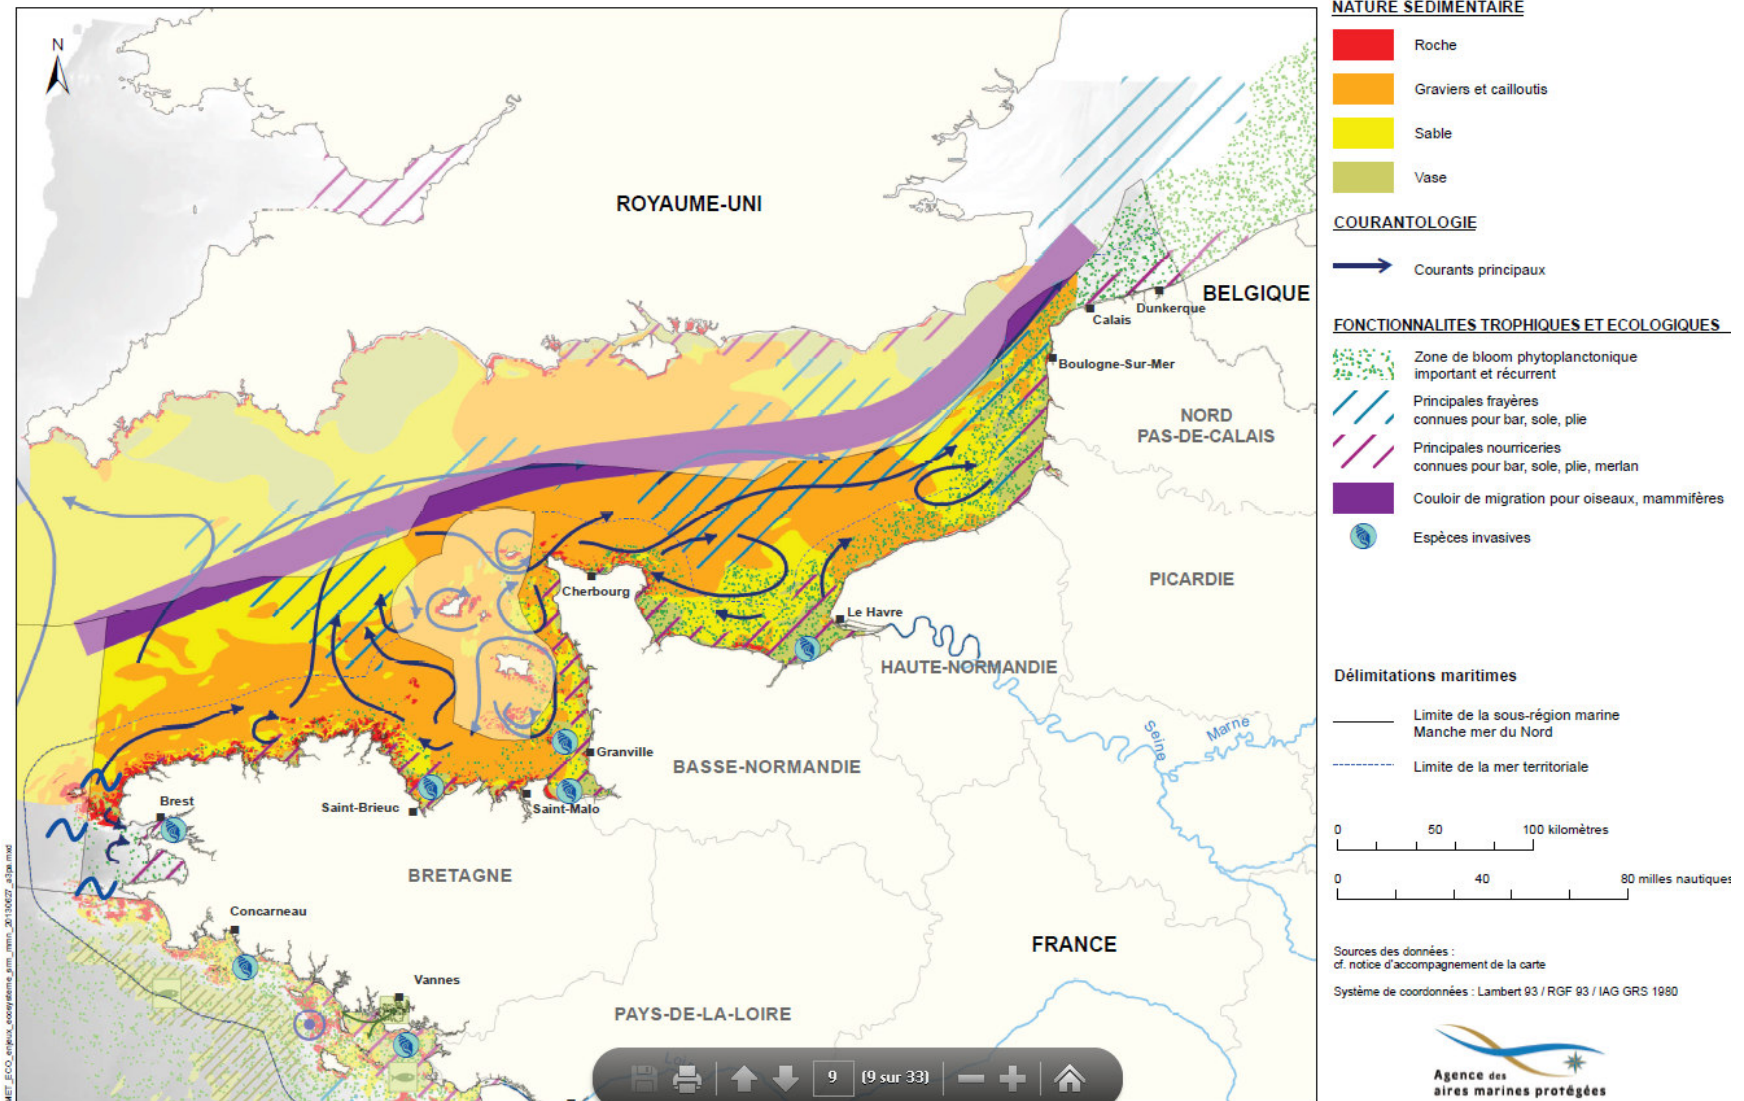 NATURE SEDIMENTAIRE
Roche
Graviers et cailloutis
Sable
Vase
COURANTOLOGIE
Courants principaux
FONCTIONNALITES TROPHIQUES ET ECOLOGIQUES
Zone de bloom phytoplanctonique
important et récurrent
Principales frayères
connues pour bar, sole, plie
Principales nourriceries
connues pour bar, sole, plie, merlan
Couloir de migration pour oiseaux, mammifères
Espèces invasives
Délimitations maritimes
Limite de la sous-région marine
Manche mer du Nord
Limite de la mer territoriale
0 50 100 kilomètres
0 40 80 milles nautiques
Sources des données :
cf. notice d'accompagnement de la carte
Système de coordonnées : Lambert 93 / RGF 93 / IAG GRS 1980
Agence des
aires marines protégées
N
ROYAUME-UNI
BELGIQUE
Dunkerque
Calais
Boulogne-Sur-Mer
NORD
PAS-DE-CALAIS
PICARDIE
Cherbourg
Le Havre
HAUTE-NORMANDIE
Seine
Marne
Granville
BASSE-NORMANDIE
Brest
Saint-Brieuc
Saint-Malo
BRETAGNE
Concarneau
FRANCE
Vannes
PAYS-DE-LA-LOIRE
9 (9 sur 33)